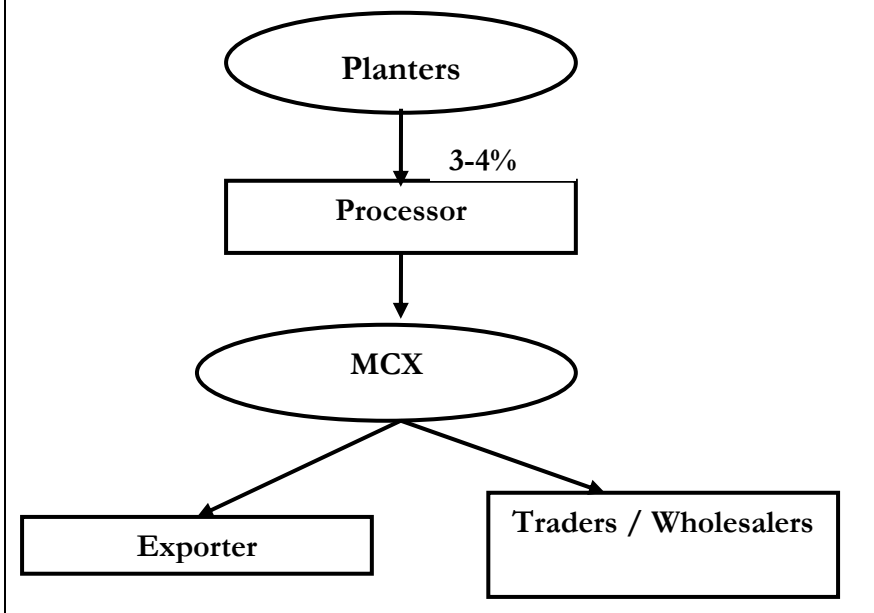 Planters
3-4%
Processor
MCX
Traders / Wholesalers
Exporter